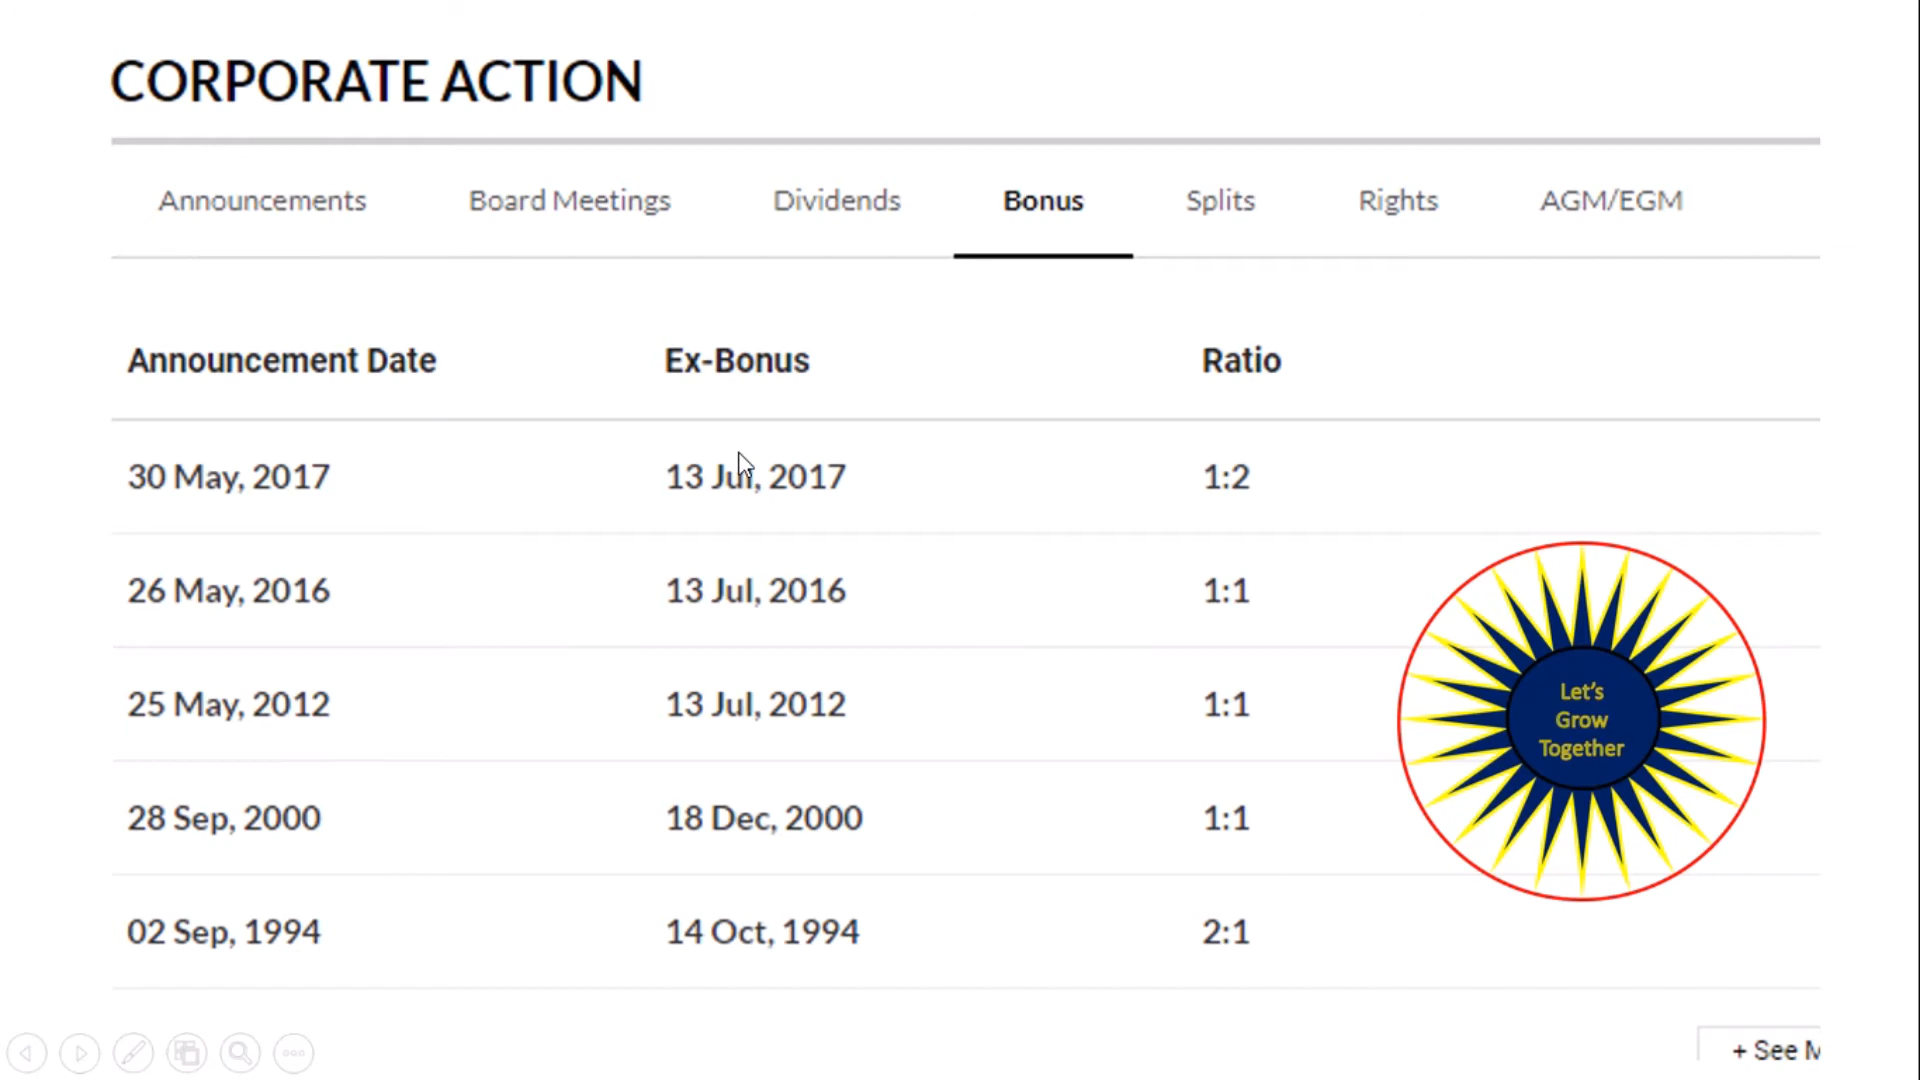 CORPORATE ACTION
Announcements Board Meetings Dividends Bonus Splits Rights AGM/EGM
Announcement Date Ex-Bonus Ratio
30 May, 2017 13 Jul, 2017 1:2
26 May, 2016 13 Jul, 2016 1:1
25 May, 2012 13 Jul, 2012 1:1
28 Sep, 2000 18 Dec, 2000 1:1
02 Sep, 1994 14 Oct, 1994 2:1
Let's
Grow
Together
+ See M